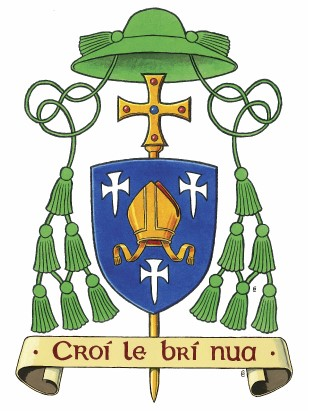 · Croí le brí nua ·